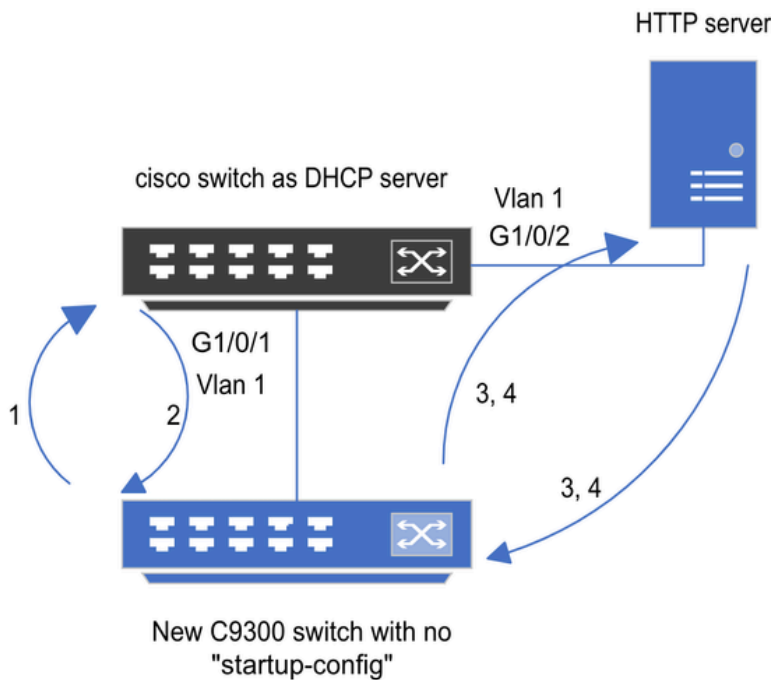 HTTP server
cisco switch as DHCP server
Vlan 1
G1/0/2
G1/0/1
Vlan 1
1
2
3, 4
3, 4
New C9300 switch with no
"startup-config"